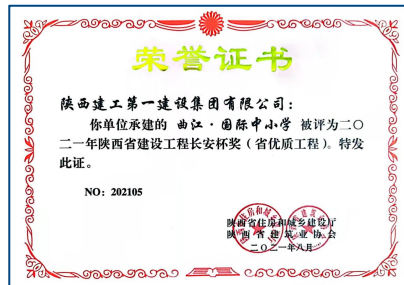 荣誉证书
陕西建工第一建设集团有限公司：
你单位承建的 曲江·国际中小学 被评为二〇
二一年陕西省建设工程长安杯奖（省优质工程）。特发
此证。
NO: 202105
陕西省住房和城乡建设厅
陕西省建筑业协会
二〇二一年八月